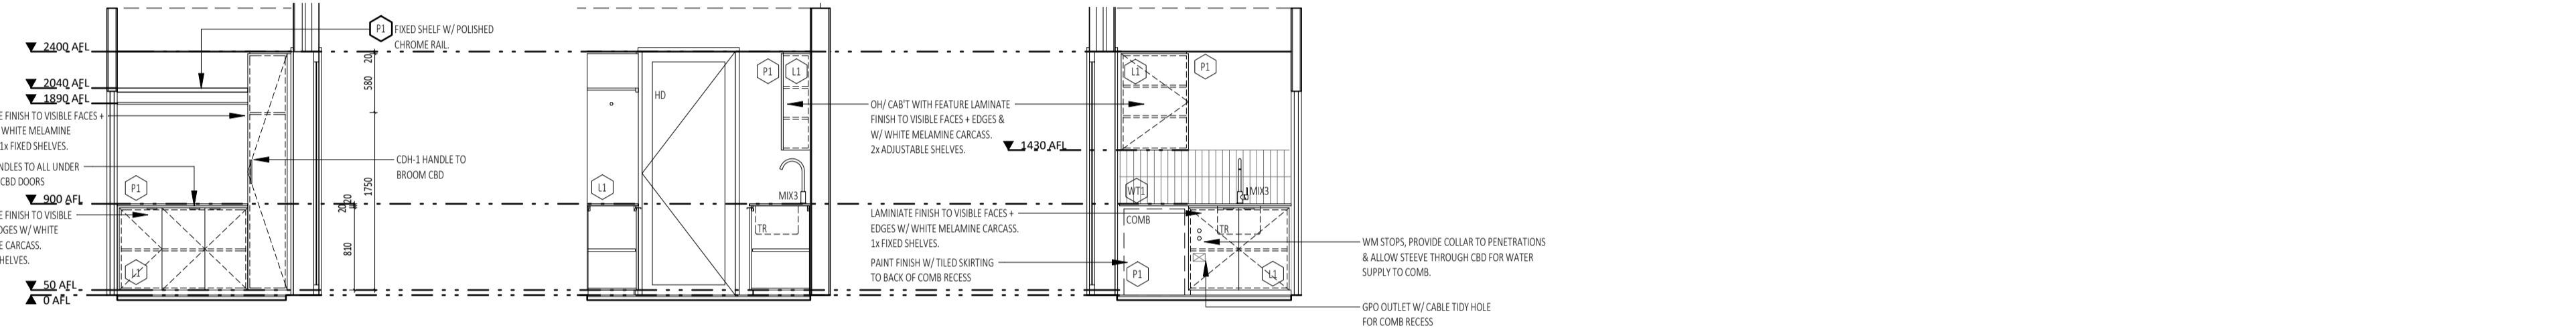 2400 AFL
2040 AFL
1890 AFL
E FINISH TO VISIBLE FACES +
WHITE MELAMINE
1x FIXED SHELVES.
NDLES TO ALL UNDER
CBD DOORS
P1
900 AFL
E FINISH TO VISIBLE
DGES W/ WHITE
E CARCASS.
HELVES.
L1
50 AFL
0 AFL
P1
FIXED SHELF W/ POLISHED
CHROME RAIL.
20
580
CDH-1 HANDLE TO
BROOM CBD
1750
20
20
810
HD
L1
P1
L1
MIX3
TR
OH/ CAB'T WITH FEATURE LAMINATE
FINISH TO VISIBLE FACES + EDGES &
W/ WHITE MELAMINE CARCASS.
2x ADJUSTABLE SHELVES.
1430 AFL
LAMINIATE FINISH TO VISIBLE FACES +
EDGES W/ WHITE MELAMINE CARCASS.
1x FIXED SHELVES.
PAINT FINISH W/ TILED SKIRTING
TO BACK OF COMB RECESS
L1
P1
WT1
MIX3
COMB
TR
P1
L1
WM STOPS, PROVIDE COLLAR TO PENETRATIONS
& ALLOW STEEVE THROUGH CBD FOR WATER
SUPPLY TO COMB.
GPO OUTLET W/ CABLE TIDY HOLE
FOR COMB RECESS